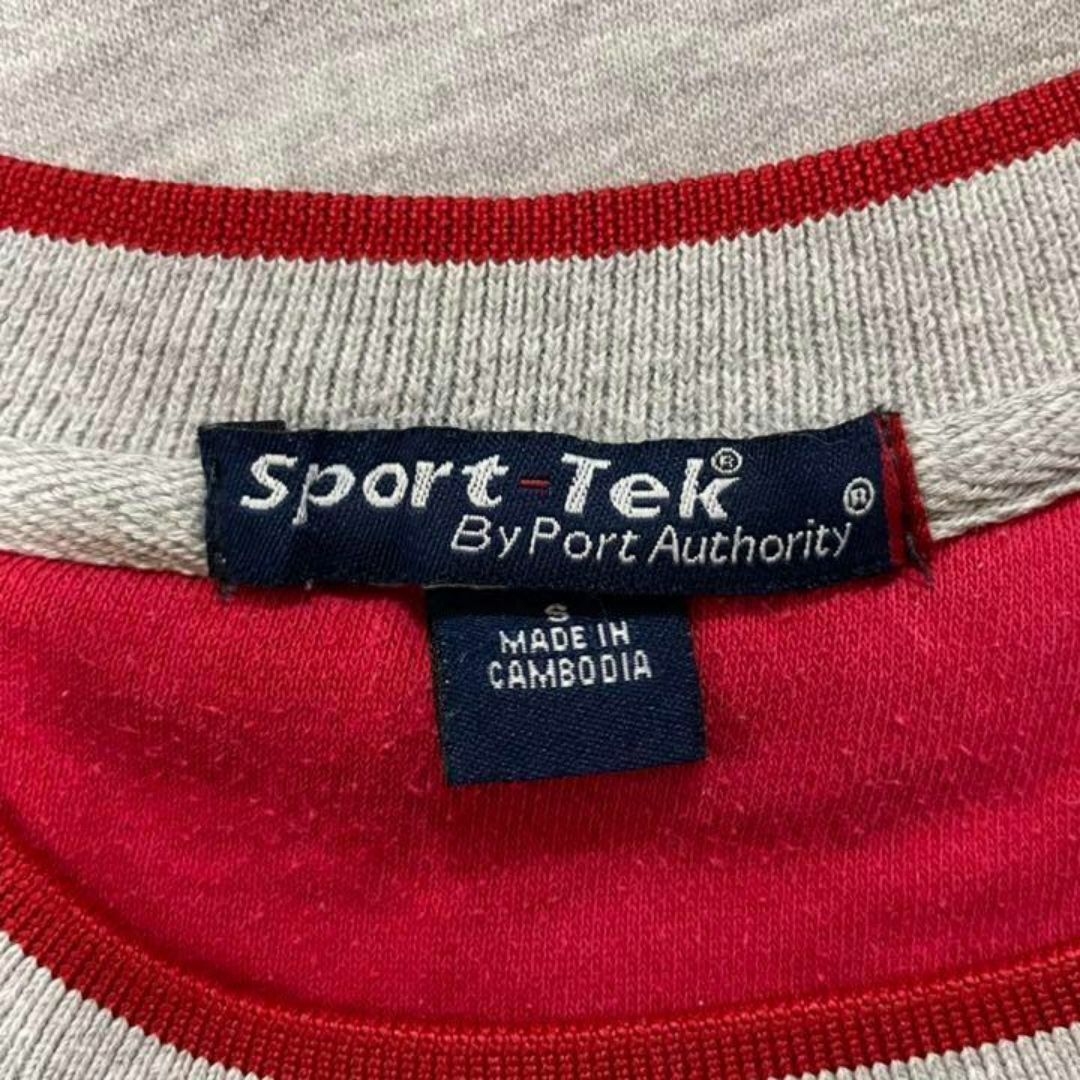 Sport-Tek®
By Port Authority®
S
MADE IN
CAMBODIA